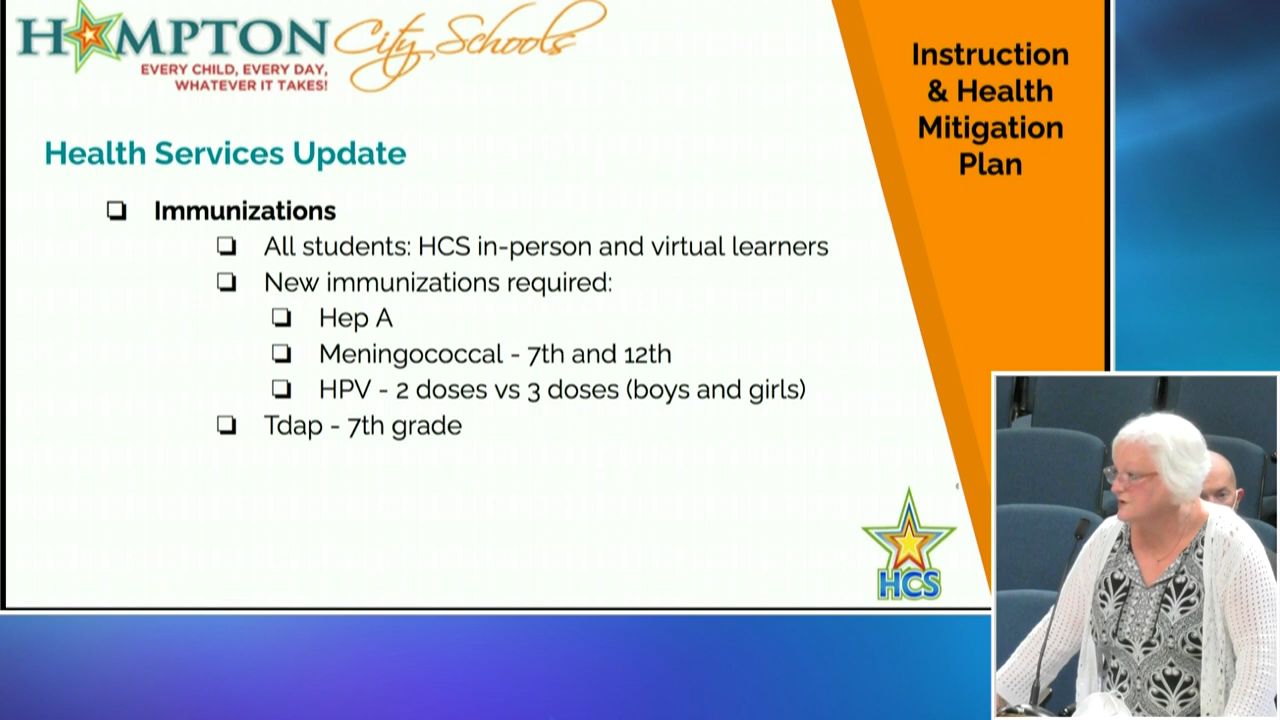 HAMPTON City Schools
EVERY CHILD, EVERY DAY,
WHATEVER IT TAKES!
Instruction
& Health
Mitigation
Plan
Health Services Update
Immunizations
All students: HCS in-person and virtual learners
New immunizations required:
Hep A
Meningococcal - 7th and 12th
HPV - 2 doses vs 3 doses (boys and girls)
Tdap - 7th grade
HCS